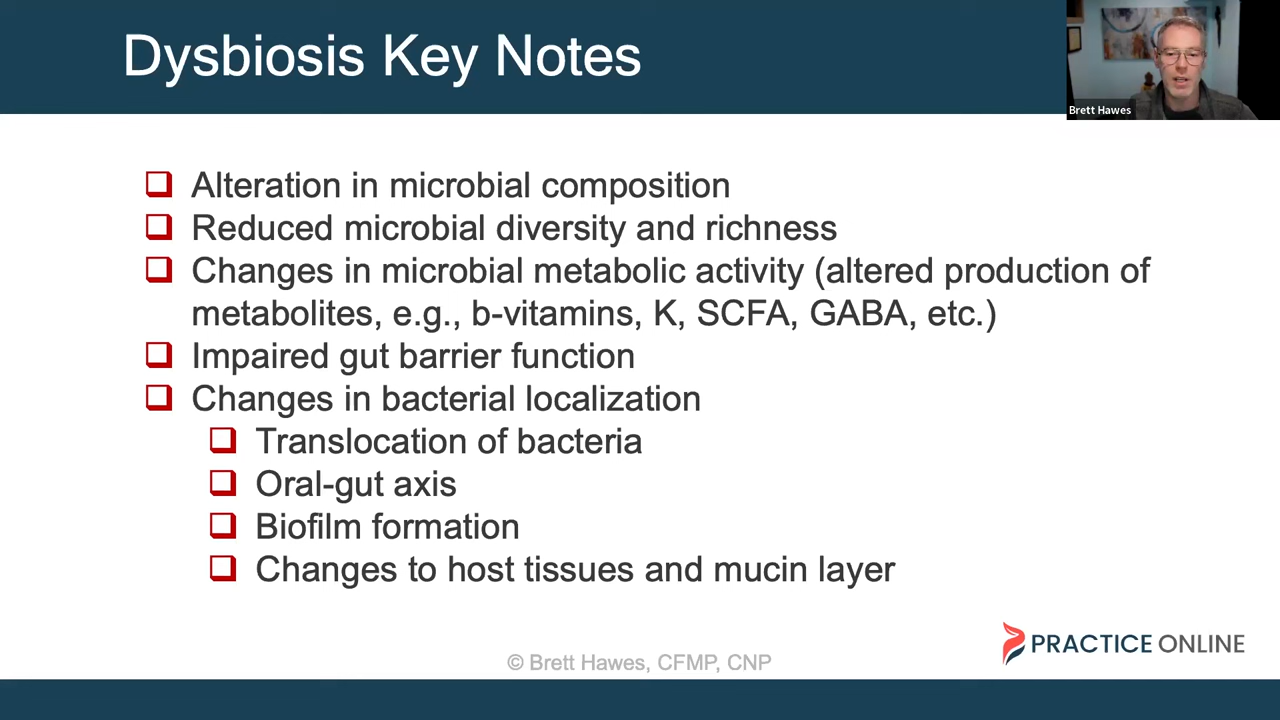 Dysbiosis Key Notes
Brett Hawes
Alteration in microbial composition
Reduced microbial diversity and richness
Changes in microbial metabolic activity (altered production of
metabolites, e.g., b-vitamins, K, SCFA, GABA, etc.)
Impaired gut barrier function
Changes in bacterial localization
Translocation of bacteria
Oral-gut axis
Biofilm formation
Changes to host tissues and mucin layer
PRACTICE ONLINE
© Brett Hawes, CFMP, CNP